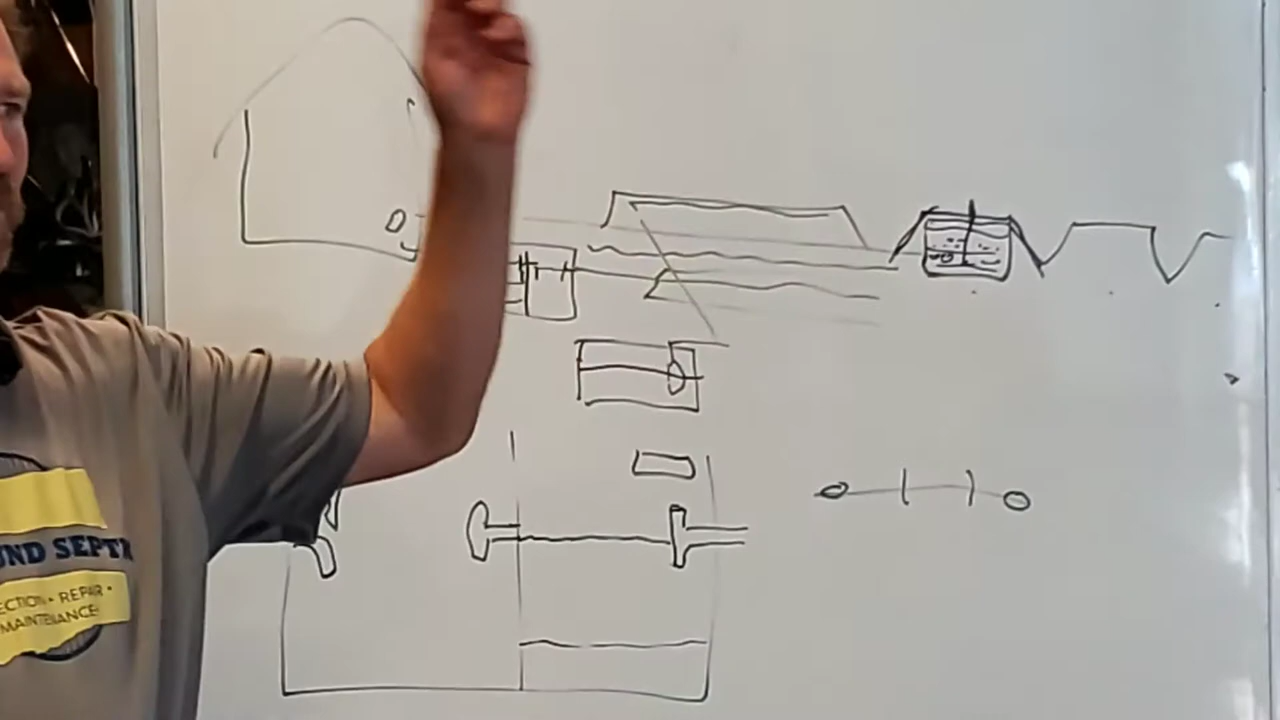 UND SEPTI
ECTION • REPAIR •
MAINTENANCE